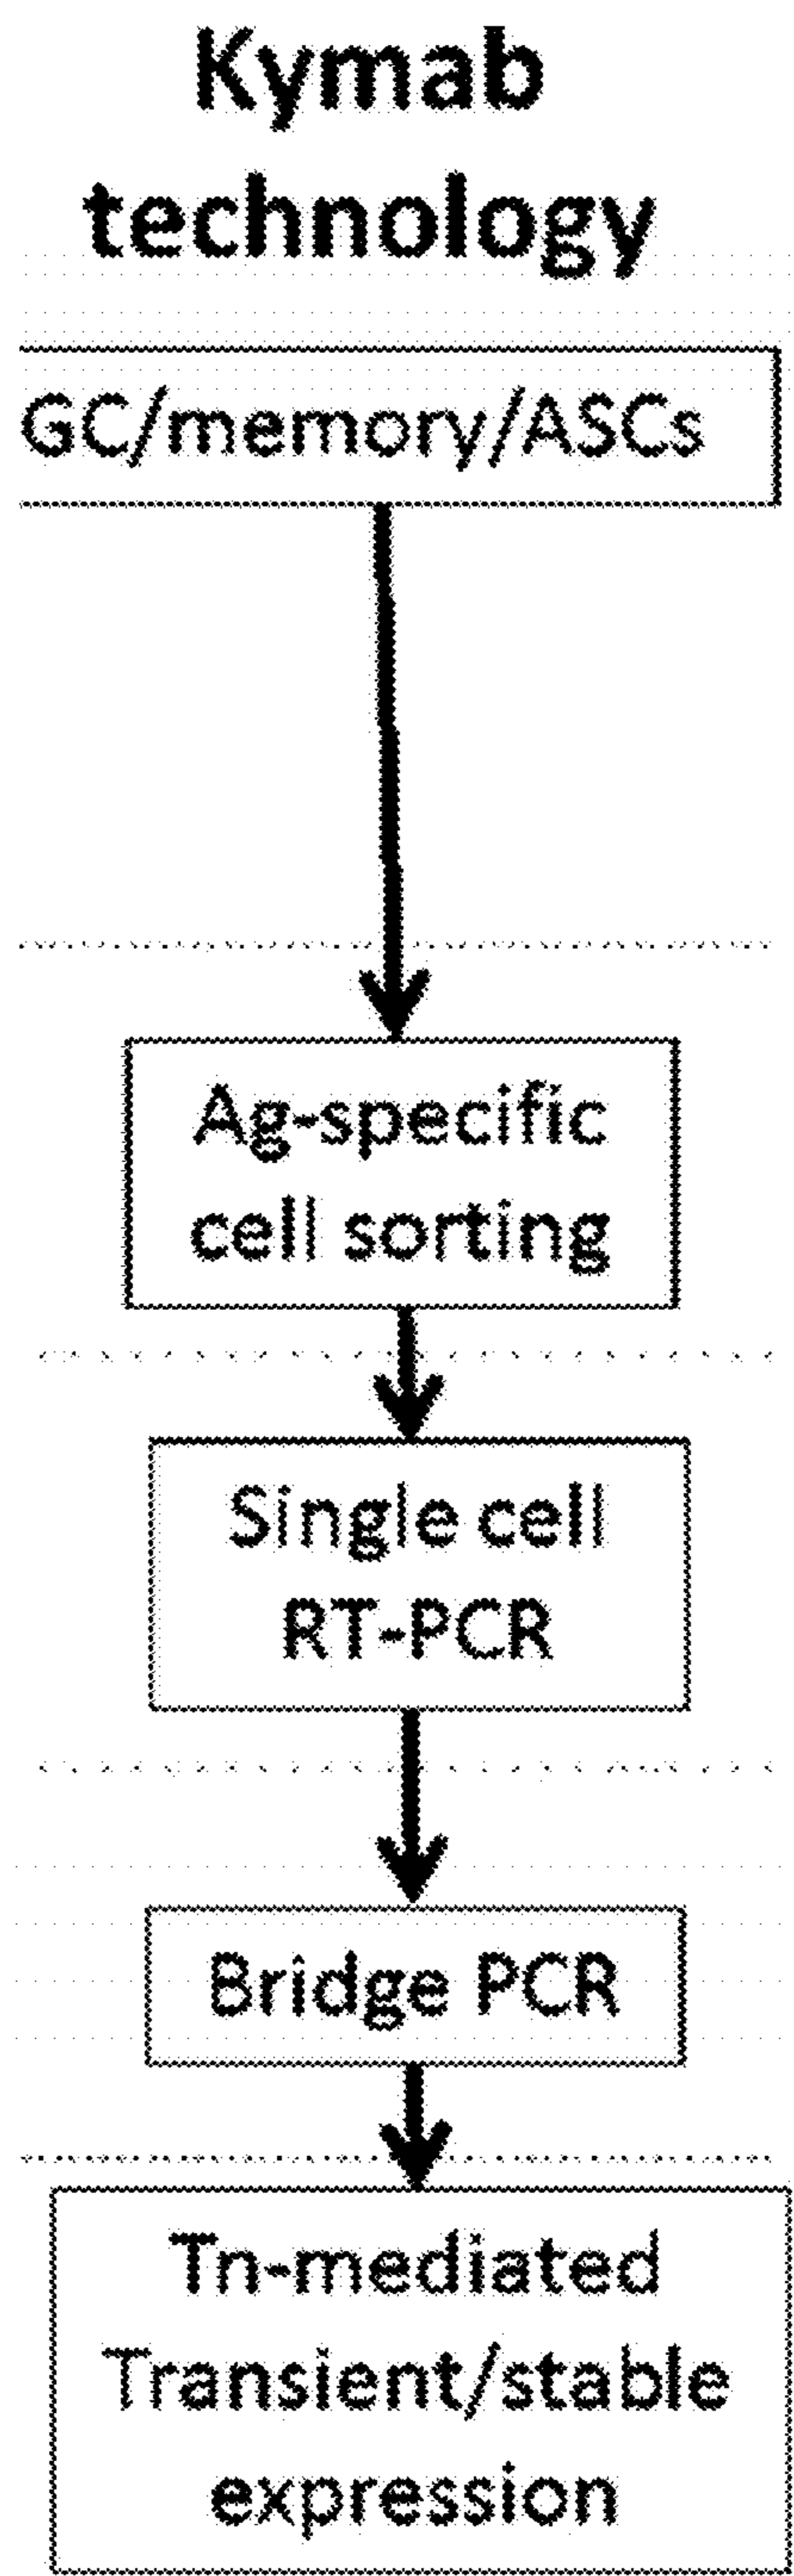 Kymab
technology
GC/memory/ASCs
Ag-specific
cell sorting
Single cell
RT-PCR
Bridge PCR
Tn-mediated
Transient/stable
expression